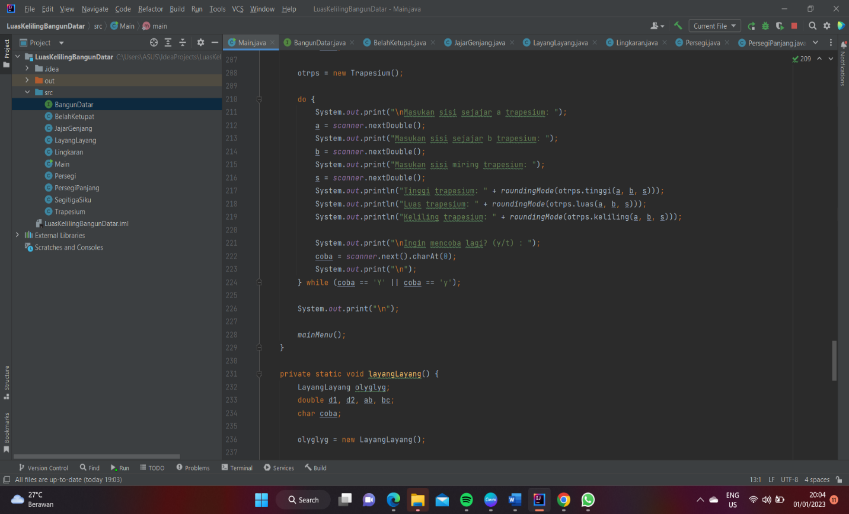 File Edit View Navigate Code Refactor Build Run Tools VCS Window Help LuasKelilingBangunDatar - Main.java
LuasKelilingBangunDatar src Main main
Current File
Project
Main.java BangunDatar.java BelahKetupat.java JajarGenjang.java LayangLayang.java Lingkaran.java Persegi.java PersegiPanjang.java
LuasKelilingBangunDatar C:\Users\ASUS\IdeaProjects\LuasKel
.idea
out
src
BangunDatar
BelahKetupat
JajarGenjang
LayangLayang
Lingkaran
Main
Persegi
PersegiPanjang
SegitigaSiku
Trapesium
LuasKelilingBangunDatar.iml
External Libraries
Scratches and Consoles
Project
Structure
Bookmarks
Notifications
209
207
208 otrps = new Trapesium();
209
210 do {
211 System.out.print("\nMasukan sisi sejajar a trapesium: ");
212 a = scanner.nextDouble();
213 System.out.print("Masukan sisi sejajar b trapesium: ");
214 b = scanner.nextDouble();
215 System.out.print("Masukan sisi miring trapesium: ");
216 s = scanner.nextDouble();
217 System.out.println("Tinggi trapesium: " + roundingMode(otrps.tinggi(a, b, s)));
218 System.out.println("Luas trapesium: " + roundingMode(otrps.luas(a, b, s)));
219 System.out.println("Keliling trapesium: " + roundingMode(otrps.keliling(a, b, s)));
220
221 System.out.print("\nIngin mencoba lagi? (y/t) : ");
222 coba = scanner.next().charAt(0);
223 System.out.print("\n");
224 } while (coba == 'Y' || coba == 'y');
225
226 System.out.print("\n");
227
228 mainMenu();
229 }
230
231 private static void layangLayang() {
232 LayangLayang olyglyg;
233 double d1, d2, ab, bc;
234 char coba;
235
236 olyglyg = new LayangLayang();
237
Version Control Find Run TODO Problems Terminal Services Build
All files are up-to-date (today 19:03) 13:1 LF UTF-8 4 spaces
27°C
Berawan
Search
ENG
US
20:04
01/01/2023